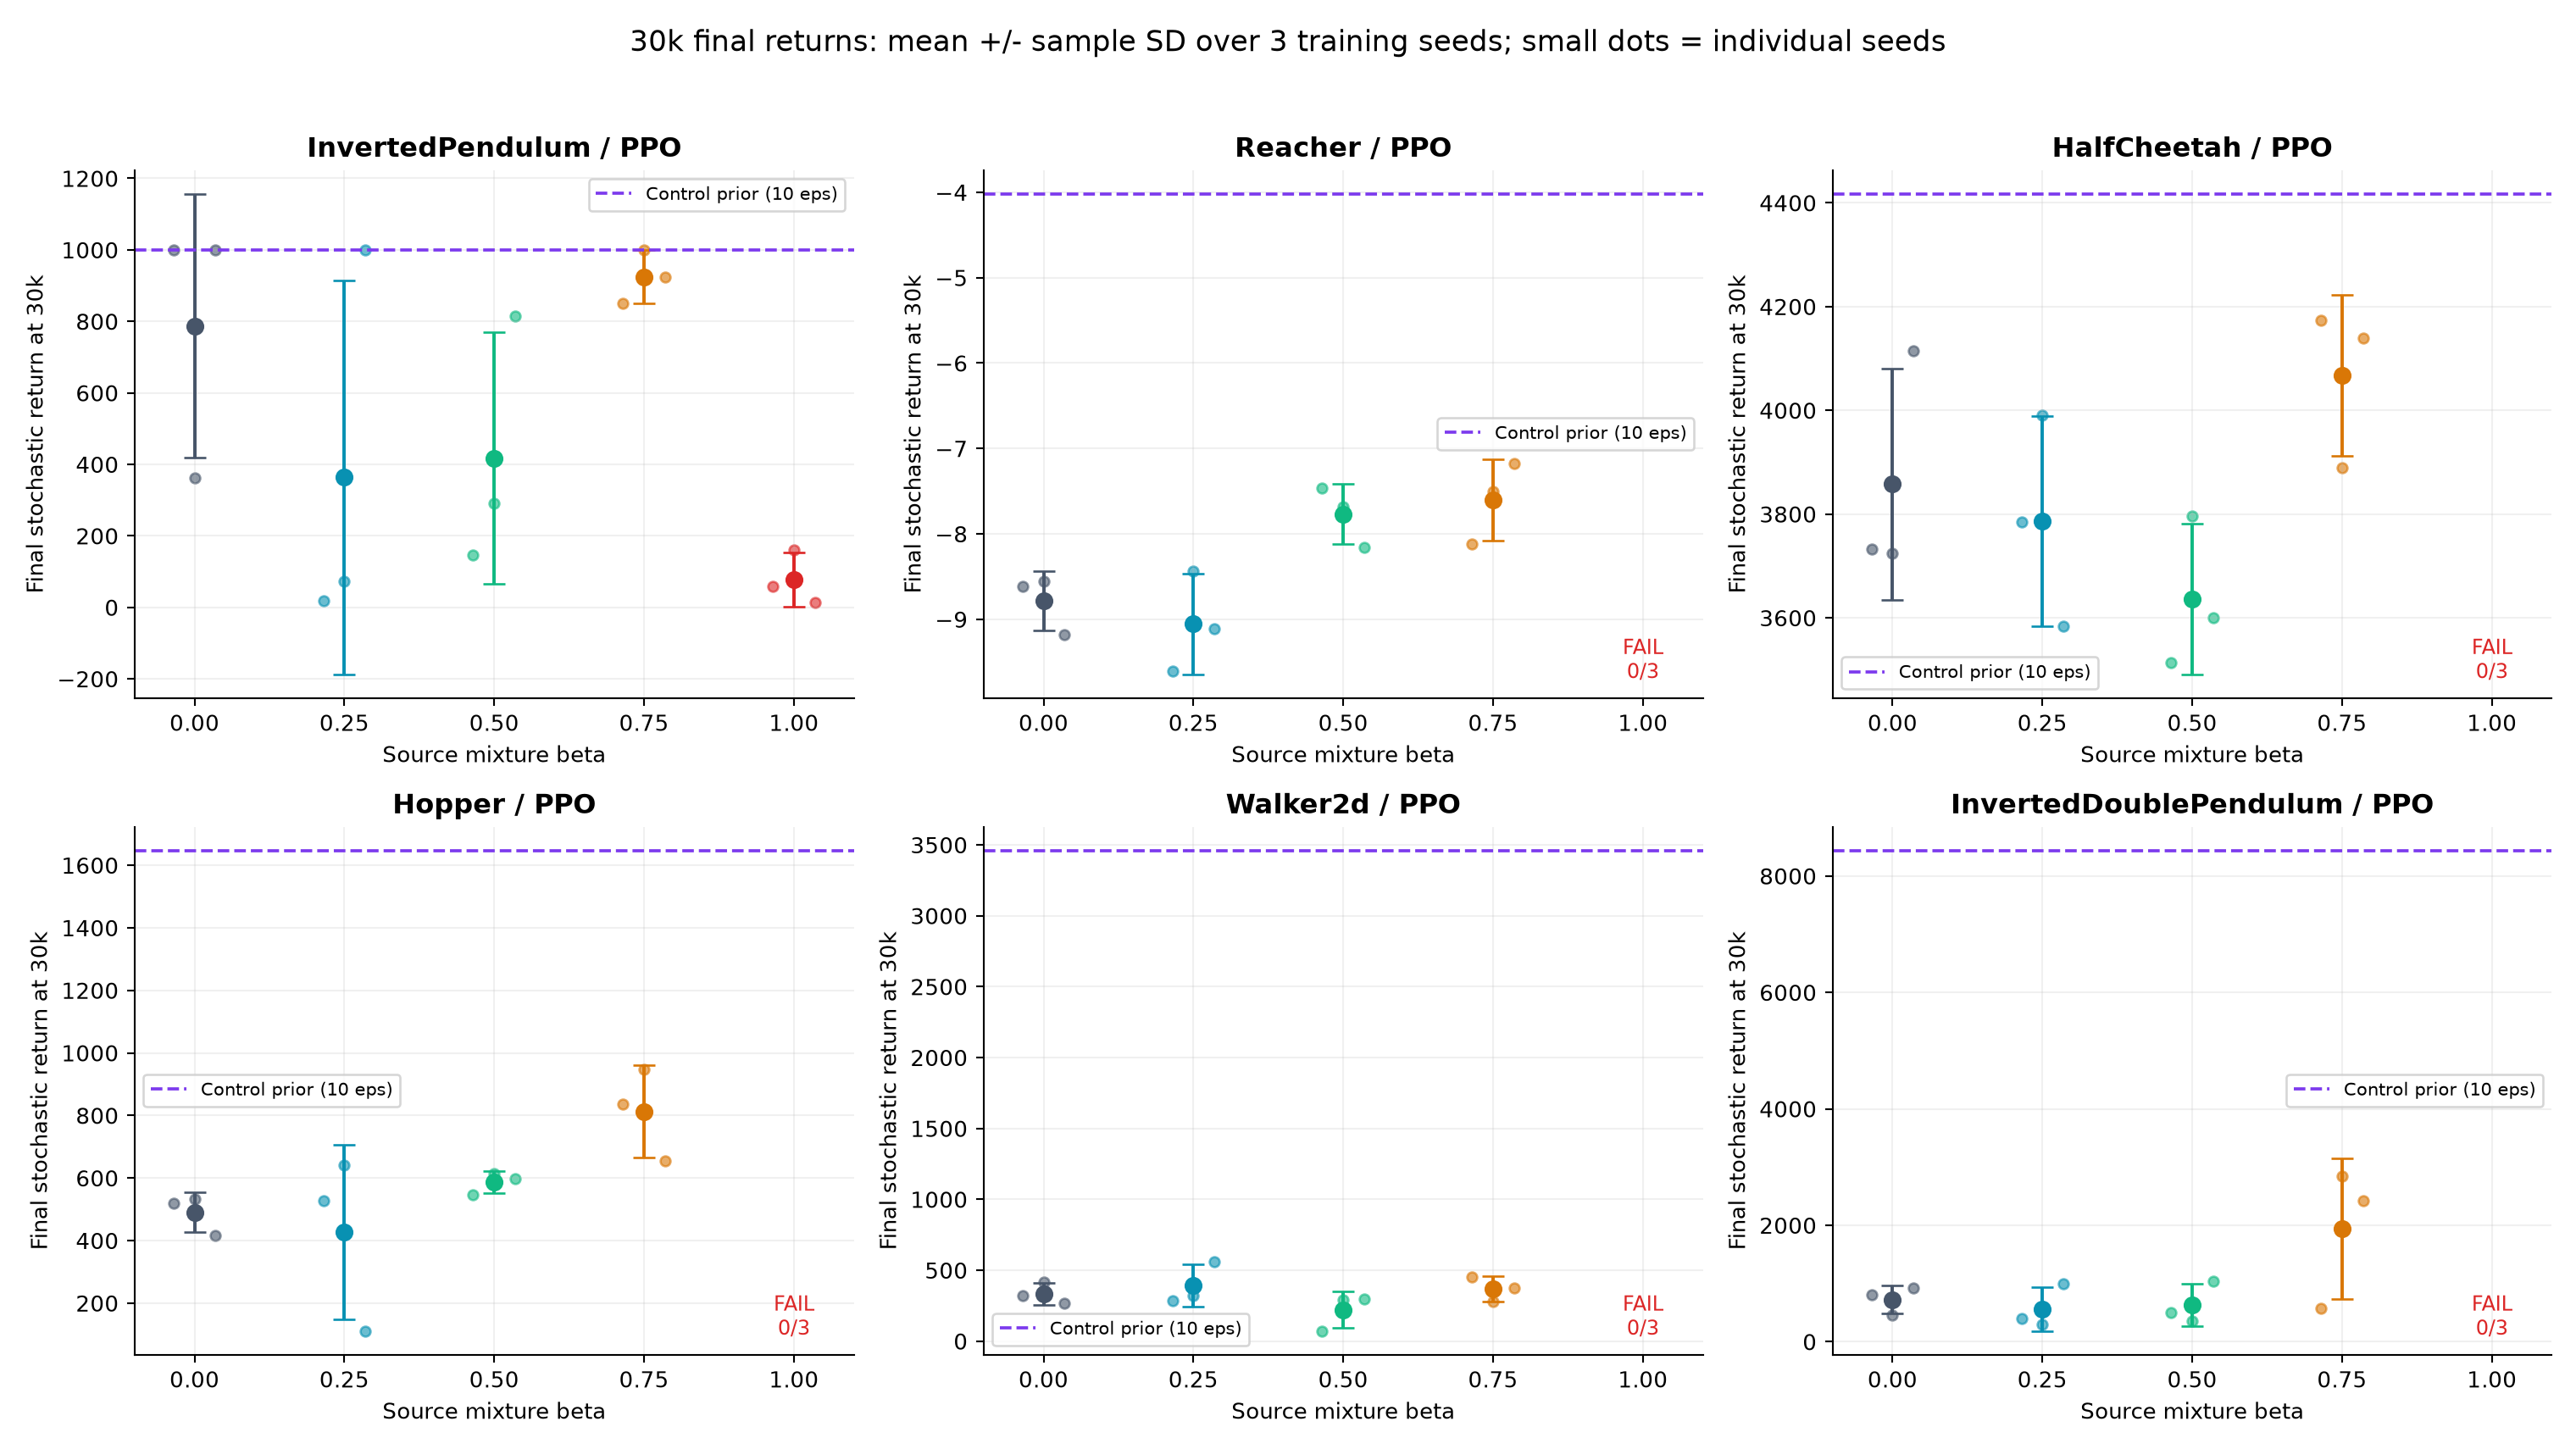 30k final returns: mean +/- sample SD over 3 training seeds; small dots = individual seeds
InvertedPendulum / PPO
Final stochastic return at 30k
1200
1000
800
600
400
200
0
−200
Control prior (10 eps)
0.00 0.25 0.50 0.75 1.00
Source mixture beta
Reacher / PPO
Final stochastic return at 30k
−4
−5
−6
−7
−8
−9
Control prior (10 eps)
FAIL
0/3
0.00 0.25 0.50 0.75 1.00
Source mixture beta
HalfCheetah / PPO
Final stochastic return at 30k
4400
4200
4000
3800
3600
Control prior (10 eps)
FAIL
0/3
0.00 0.25 0.50 0.75 1.00
Source mixture beta
Hopper / PPO
Final stochastic return at 30k
1600
1400
1200
1000
800
600
400
200
Control prior (10 eps)
FAIL
0/3
0.00 0.25 0.50 0.75 1.00
Source mixture beta
Walker2d / PPO
Final stochastic return at 30k
3500
3000
2500
2000
1500
1000
500
0
Control prior (10 eps)
FAIL
0/3
0.00 0.25 0.50 0.75 1.00
Source mixture beta
InvertedDoublePendulum / PPO
Final stochastic return at 30k
8000
6000
4000
2000
0
Control prior (10 eps)
FAIL
0/3
0.00 0.25 0.50 0.75 1.00
Source mixture beta